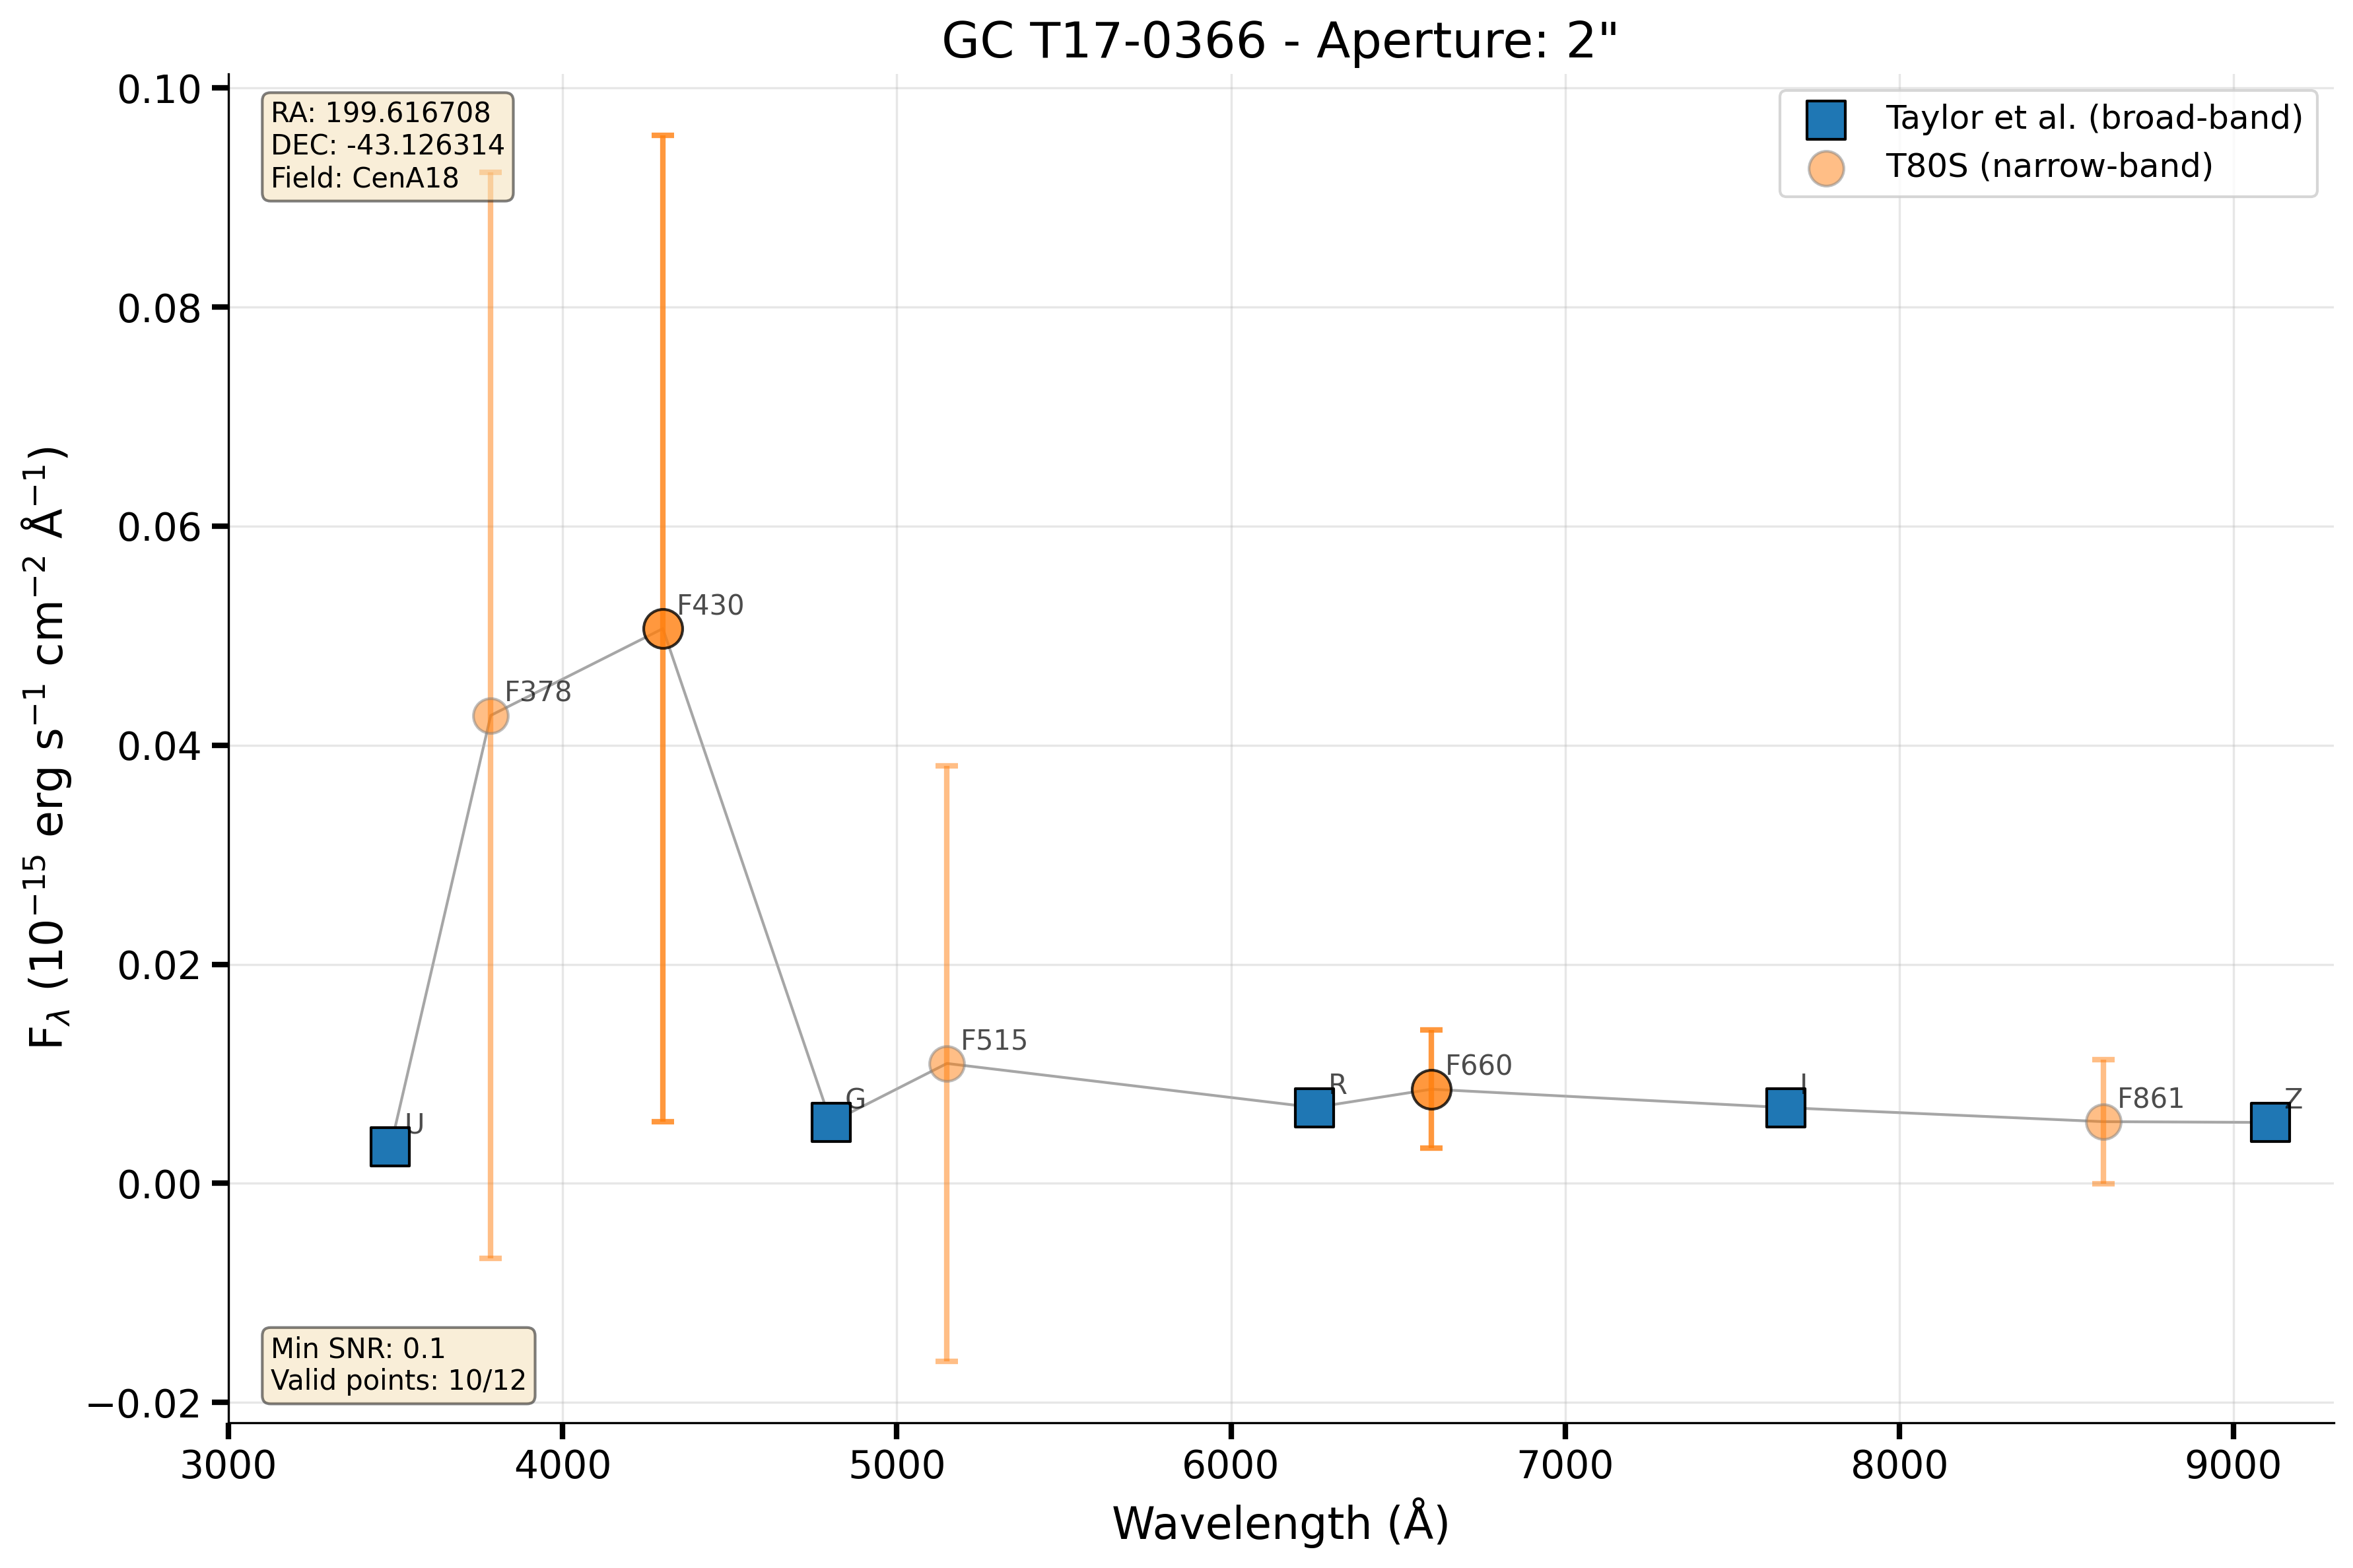 GC T17-0366 - Aperture: 2"
RA: 199.616708
DEC: -43.126314
Field: CenA18
Taylor et al. (broad-band)
T80S (narrow-band)
0.10
0.08
0.06
0.04
0.02
0.00
−0.02
F_λ (10⁻¹⁵ erg s⁻¹ cm⁻² Å⁻¹)
U
F378
F430
G
F515
R
F660
I
F861
Z
Min SNR: 0.1
Valid points: 10/12
3000 4000 5000 6000 7000 8000 9000
Wavelength (Å)